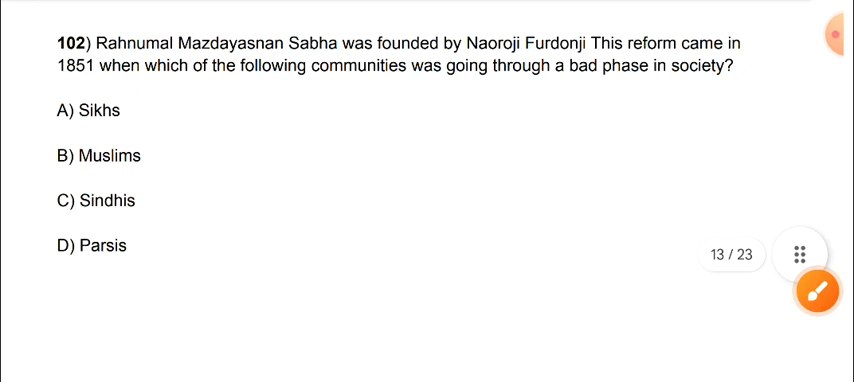 102) Rahnumal Mazdayasnan Sabha was founded by Naoroji Furdonji This reform came in
1851 when which of the following communities was going through a bad phase in society?
A) Sikhs
B) Muslims
C) Sindhis
D) Parsis
13 / 23